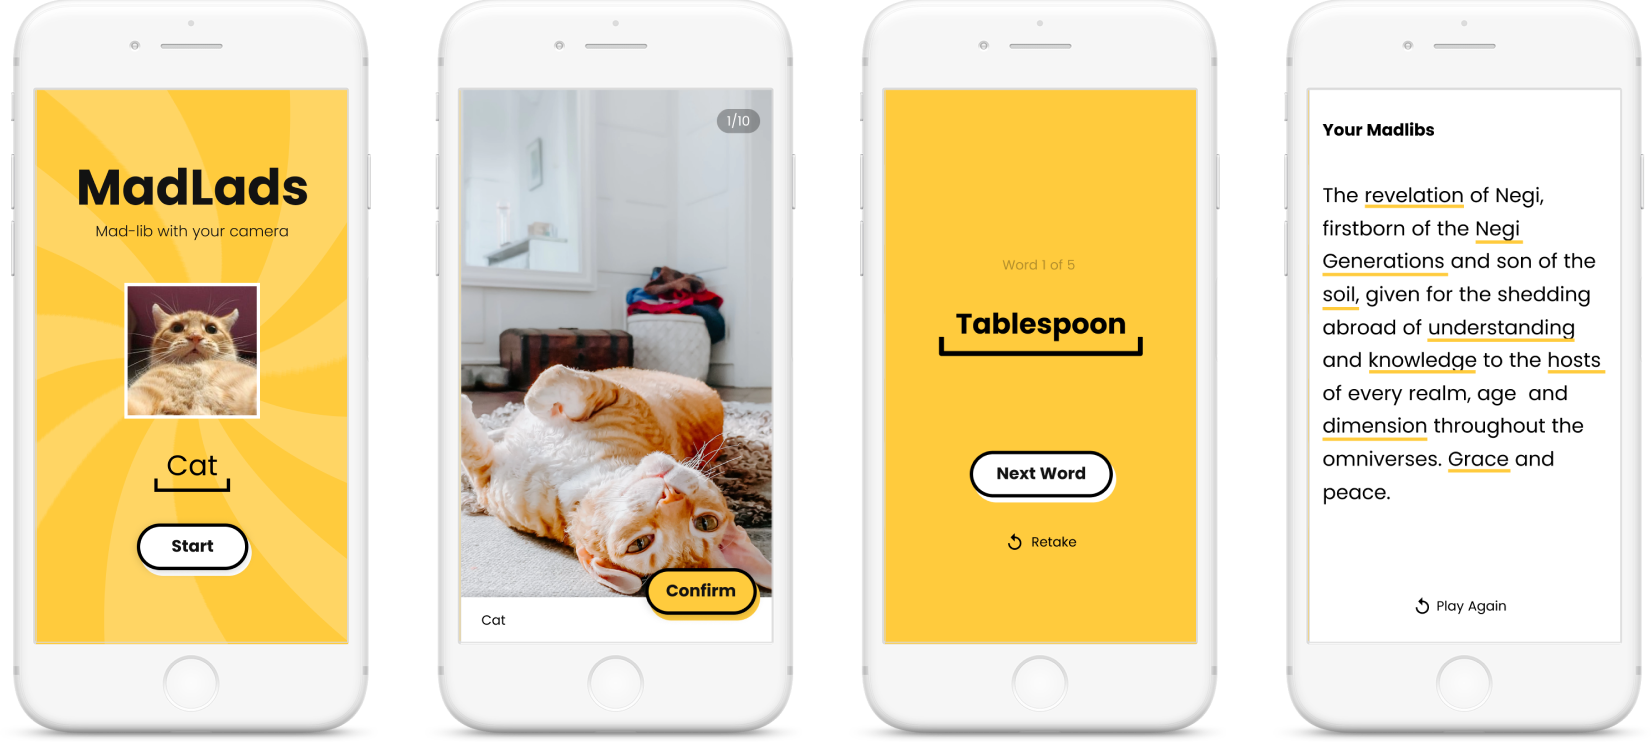 MadLads
Mad-lib with your camera
Cat
Start
1/10
Confirm
Cat
Word 1 of 5
Tablespoon
Next Word
Retake
Your Madlibs
The revelation of Negi,
firstborn of the Negi
Generations and son of the
soil, given for the shedding
abroad of understanding
and knowledge to the hosts
of every realm, age  and
dimension throughout the
omniverses. Grace and
peace.
Play Again